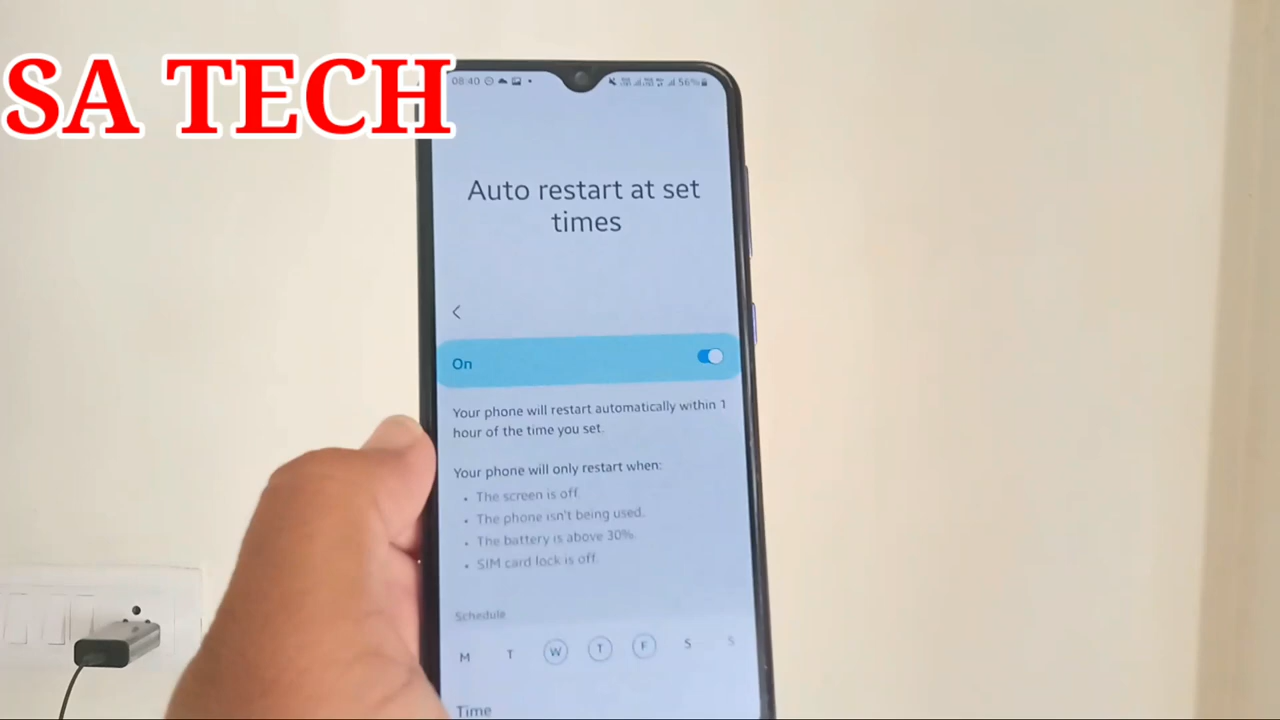 SA TECH
08:40 56%
Auto restart at set
times
On
Your phone will restart automatically within 1
hour of the time you set.
Your phone will only restart when:
• The screen is off.
• The phone isn't being used.
• The battery is above 30%.
• SIM card lock is off.
Schedule
M T W T F S S
Time